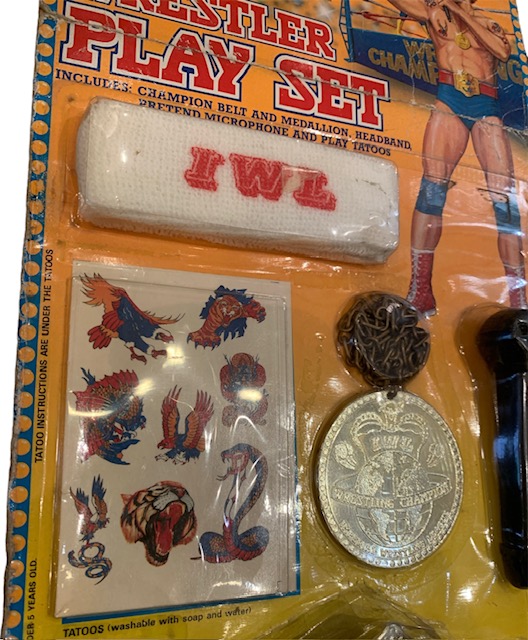 WRESTLER
PLAY SET
INCLUDES: CHAMPION BELT AND MEDALLION, HEADBAND,
PRETEND MICROPHONE AND PLAY TATOOS
IWL
TATOO INSTRUCTIONS ARE UNDER THE TATOOS
WRESTLING CHAMPION
5 YEARS OLD.
TATOOS (washable with soap and water)